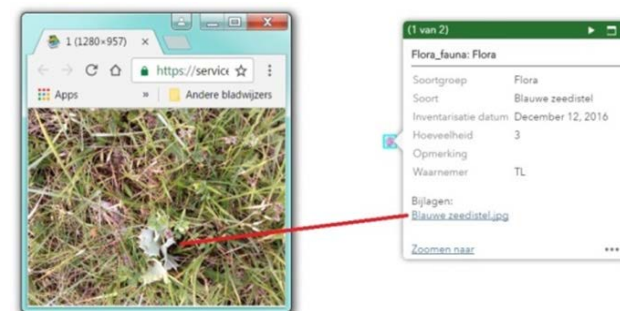 1 (1280×957)
https://service
Apps
»
Andere bladwijzers
(1 van 2)
Flora_fauna: Flora
Soortgroep Flora
Soort Blauwe zeedistel
Inventarisatie datum December 12, 2016
Hoeveelheid 3
Opmerking
Waarnemer TL
Bijlagen:
Blauwe zeedistel.jpg
Zoomen naar